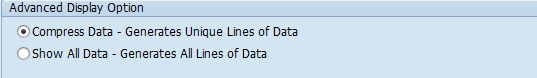 Advanced Display Option
Compress Data - Generates Unique Lines of Data
Show All Data - Generates All Lines of Data